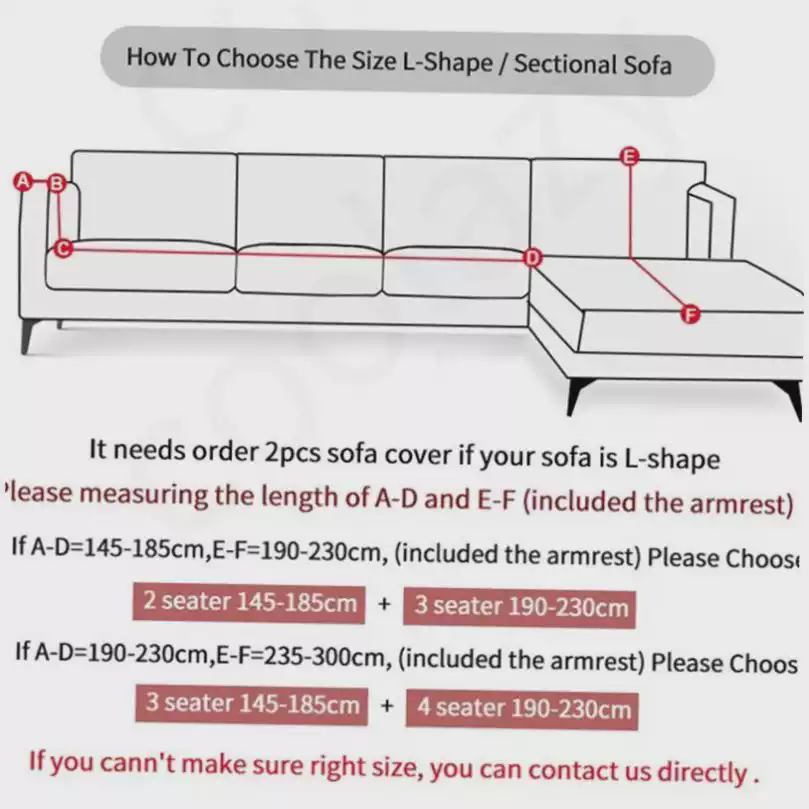 How To Choose The Size L-Shape / Sectional Sofa
E
A B
C
D
F
It needs order 2pcs sofa cover if your sofa is L-shape
Please measuring the length of A-D and E-F (included the armrest)
If A-D=145-185cm,E-F=190-230cm, (included the armrest) Please Choose
2 seater 145-185cm + 3 seater 190-230cm
If A-D=190-230cm,E-F=235-300cm, (included the armrest) Please Choos
3 seater 145-185cm + 4 seater 190-230cm
If you cann't make sure right size, you can contact us directly .